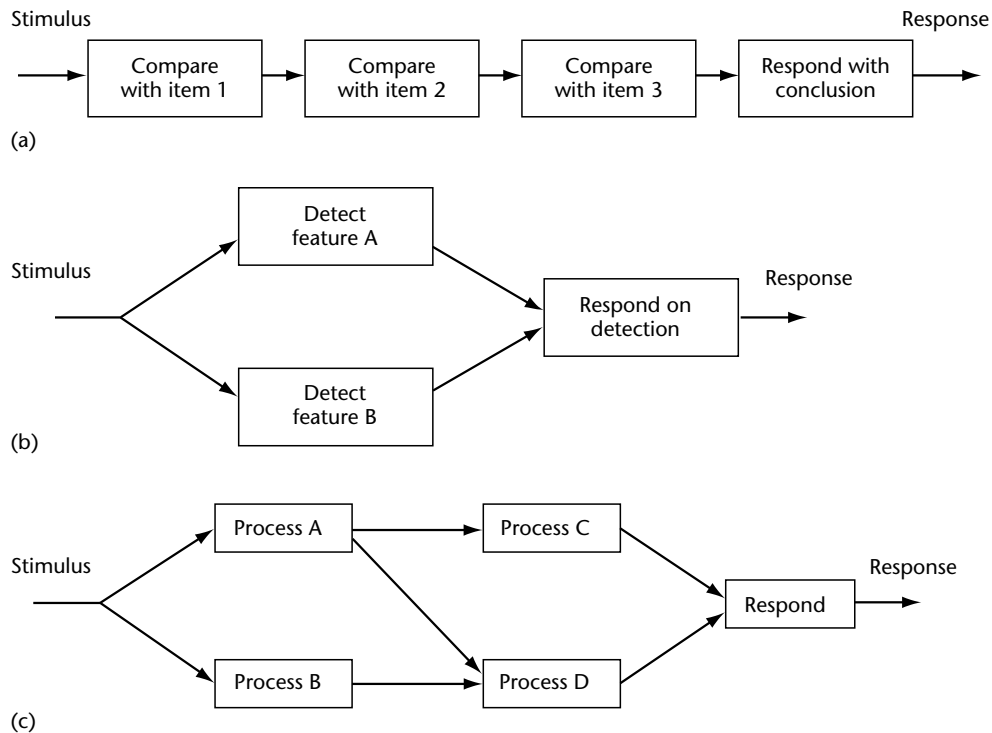 Stimulus
Response
Compare
with item 1
Compare
with item 2
Compare
with item 3
Respond with
conclusion
(a)
Detect
feature A
Stimulus
Respond on
detection
Response
Detect
feature B
(b)
Process A
Process C
Stimulus
Respond
Response
Process B
Process D
(c)